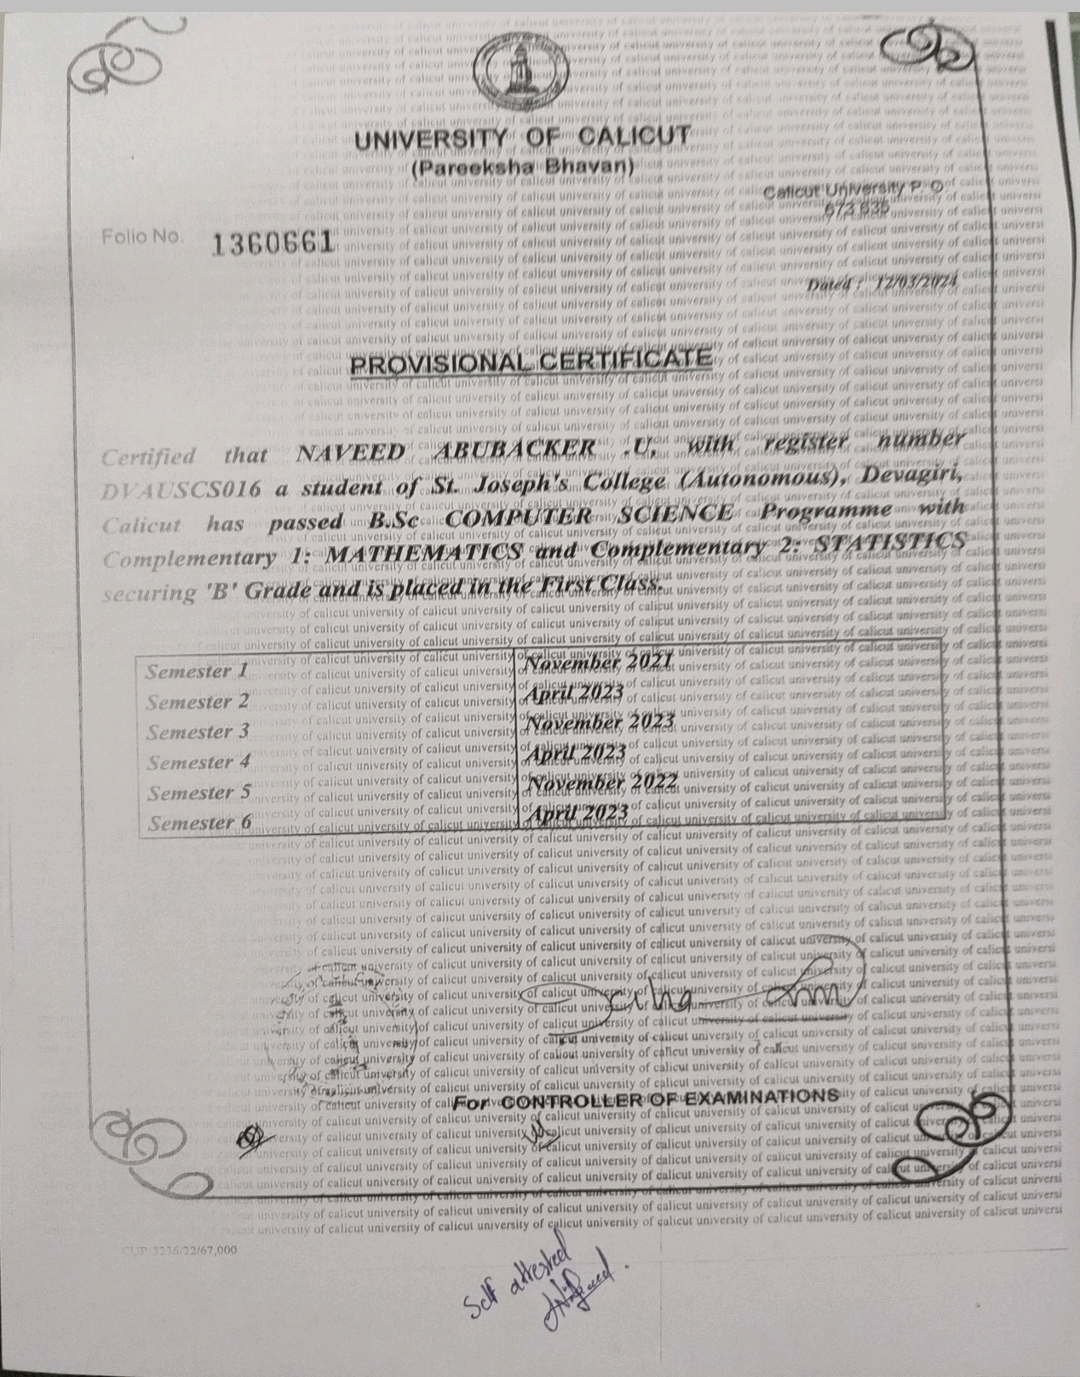 UNIVERSITY OF CALICUT
(Pareeksha Bhavan)
Calicut University P. O
673 635
Folio No. 1360661
Dated : 12/03/2024
PROVISIONAL CERTIFICATE
Certified that NAVEED ABUBACKER .U, with register number
DVAUSCS016 a student of St. Joseph's College (Autonomous), Devagiri,
Calicut has passed B.Sc COMPUTER SCIENCE Programme with
Complementary 1: MATHEMATICS and Complementary 2: STATISTICS
securing 'B' Grade and is placed in the First Class.
Semester 1 November 2021
Semester 2 April 2023
Semester 3 November 2023
Semester 4 April 2023
Semester 5 November 2022
Semester 6 April 2023
For CONTROLLER OF EXAMINATIONS
CUP 3236/22/67,000
Self attested